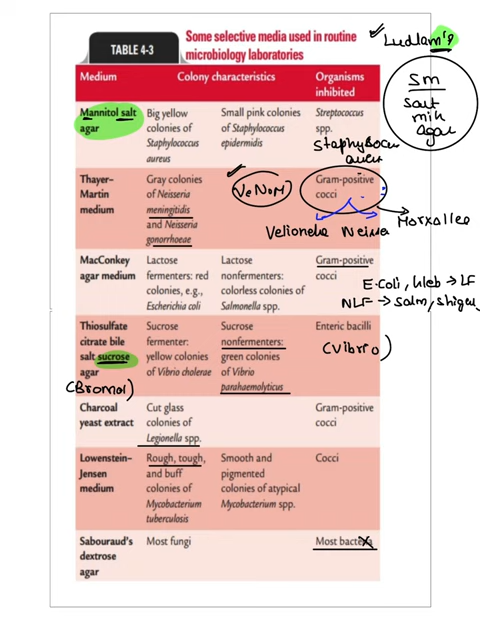 TABLE 4-3
Some selective media used in routine
microbiology laboratories
Ludlam's
Sm
salt
milk
agar
Medium
Colony characteristics
Organisms
inhibited
Mannitol salt
agar
Big yellow
colonies of
Staphylococcus
aureus
Small pink colonies
of Staphylococcus
epidermidis
Streptococcus
spp.
Thayer-
Martin
medium
Gray colonies
of Neisseria
meningitidis
and Neisseria
gonorrhoeae
VeNoM
Gram-positive
cocci
MacConkey
agar medium
Lactose
fermenters: red
colonies, e.g.,
Escherichia coli
Lactose
nonfermenters:
colorless colonies of
Salmonella spp.
Gram-positive
cocci
E.Coli, kleb → LF
NLF → Salm, Shige
Thiosulfate
citrate bile
salt sucrose
agar
(Bromo)
Sucrose
fermenter:
yellow colonies
of Vibrio cholerae
Sucrose
nonfermenters:
green colonies
of Vibrio
parahaemolyticus
Enteric bacilli
(Vibrio)
Charcoal
yeast extract
Cut glass
colonies of
Legionella spp.
Gram-positive
cocci
Lowenstein–
Jensen
medium
Rough, tough,
and buff
colonies of
Mycobacterium
tuberculosis
Smooth and
pigmented
colonies of atypical
Mycobacterium spp.
Cocci
Sabouraud's
dextrose
agar
Most fungi
Most bacteria